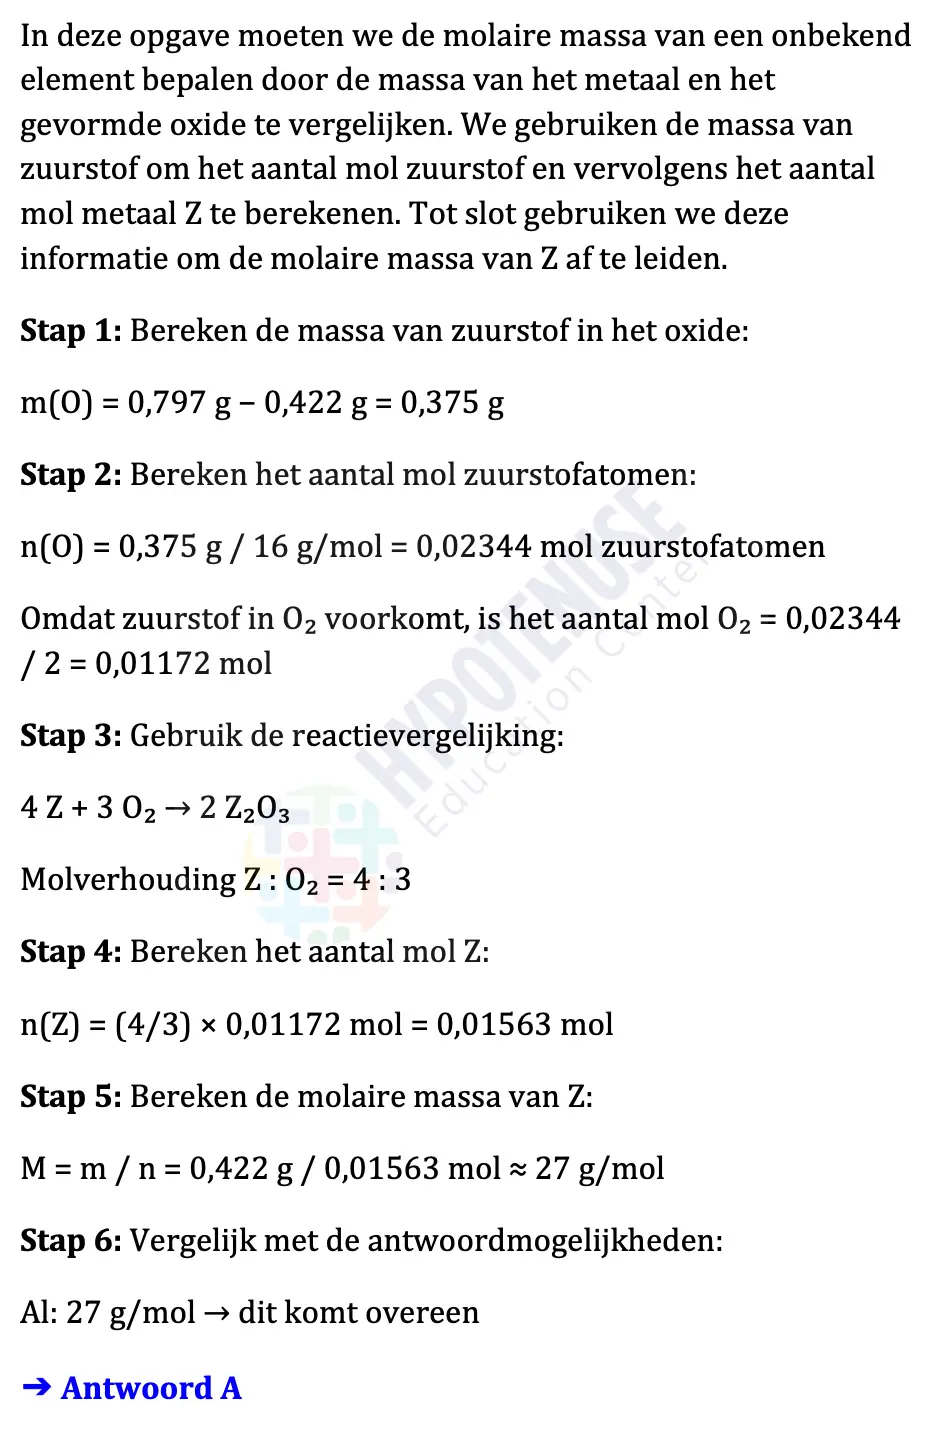 In deze opgave moeten we de molaire massa van een onbekend
element bepalen door de massa van het metaal en het
gevormde oxide te vergelijken. We gebruiken de massa van
zuurstof om het aantal mol zuurstof en vervolgens het aantal
mol metaal Z te berekenen. Tot slot gebruiken we deze
informatie om de molaire massa van Z af te leiden.
Stap 1: Bereken de massa van zuurstof in het oxide:
m(O) = 0,797 g − 0,422 g = 0,375 g
Stap 2: Bereken het aantal mol zuurstofatomen:
n(O) = 0,375 g / 16 g/mol = 0,02344 mol zuurstofatomen
Omdat zuurstof in O₂ voorkomt, is het aantal mol O₂ = 0,02344
/ 2 = 0,01172 mol
Stap 3: Gebruik de reactievergelijking:
4 Z + 3 O₂ → 2 Z₂O₃
Molverhouding Z : O₂ = 4 : 3
Stap 4: Bereken het aantal mol Z:
n(Z) = (4/3) × 0,01172 mol = 0,01563 mol
Stap 5: Bereken de molaire massa van Z:
M = m / n = 0,422 g / 0,01563 mol ≈ 27 g/mol
Stap 6: Vergelijk met de antwoordmogelijkheden:
Al: 27 g/mol → dit komt overeen
➔ Antwoord A
HYPOTENUSE
Education Center